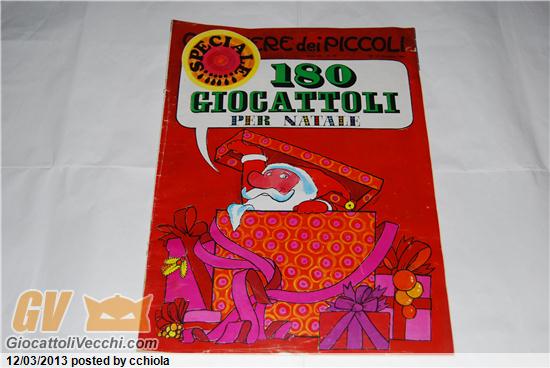 CORRIERE dei PICCOLI
SPECIALE
180
GIOCATTOLI
PER NATALE
GV
GiocattoliVecchi.com
12/03/2013 posted by cchiola